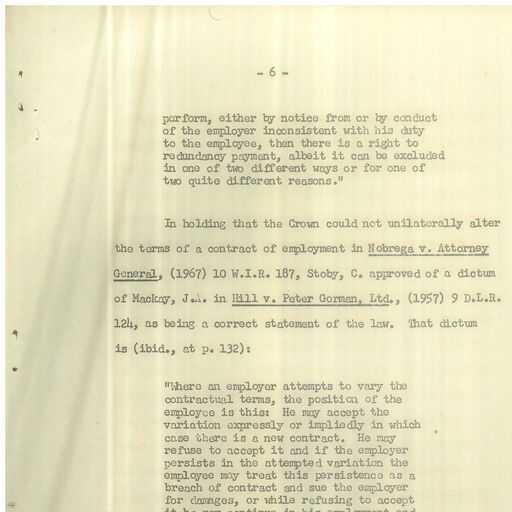 - 6 -
perform, either by notice from or by conduct
of the employer inconsistent with his duty
to the employee, then there is a right to
redundancy payment, albeit it can be excluded
in one of two different ways or for one of
two quite different reasons."
In holding that the Crown could not unilaterally alter
the terms of a contract of employment in Nobrega v. Attorney
General, (1967) 10 W.I.R. 187, Stoby, C. approved of a dictum
of Mackay, J.A. in Hill v. Peter Gorman, Ltd., (1957) 9 D.L.R.
124, as being a correct statement of the law. That dictum
is (ibid., at p. 132):
"Where an employer attempts to vary the
contractual terms, the position of the
employee is this: He may accept the
variation expressly or impliedly in which
case there is a new contract. He may
refuse to accept it and if the employer
persists in the attempted variation the
employee may treat this persistence as a
breach of contract and sue the employer
for damages, or while refusing to accept
it he may continue in his employment and